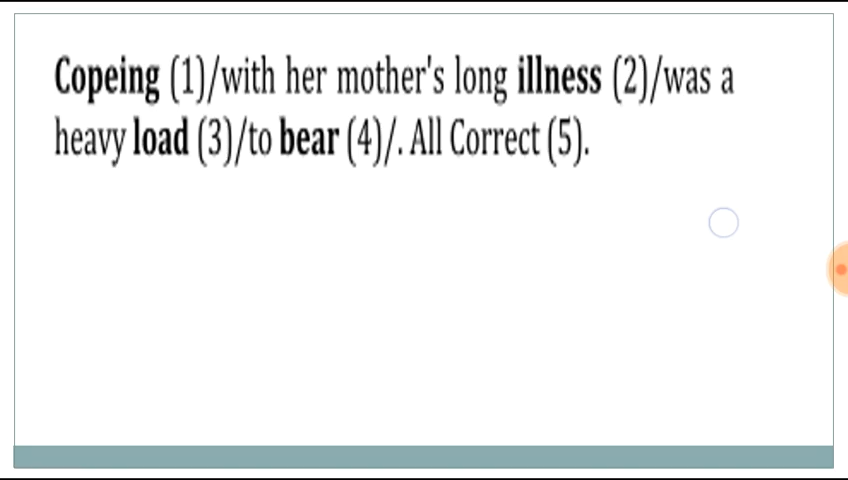 Copeing (1)/with her mother's long illness (2)/was a
heavy load (3)/to bear (4)/. All Correct (5).